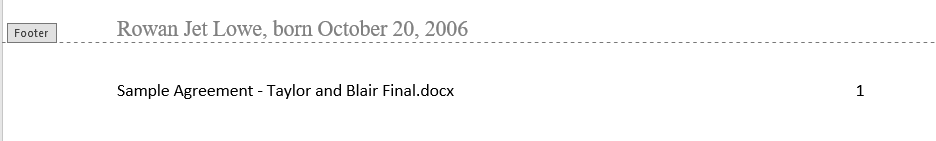 Rowan Jet Lowe, born October 20, 2006
Footer
Sample Agreement - Taylor and Blair Final.docx 1